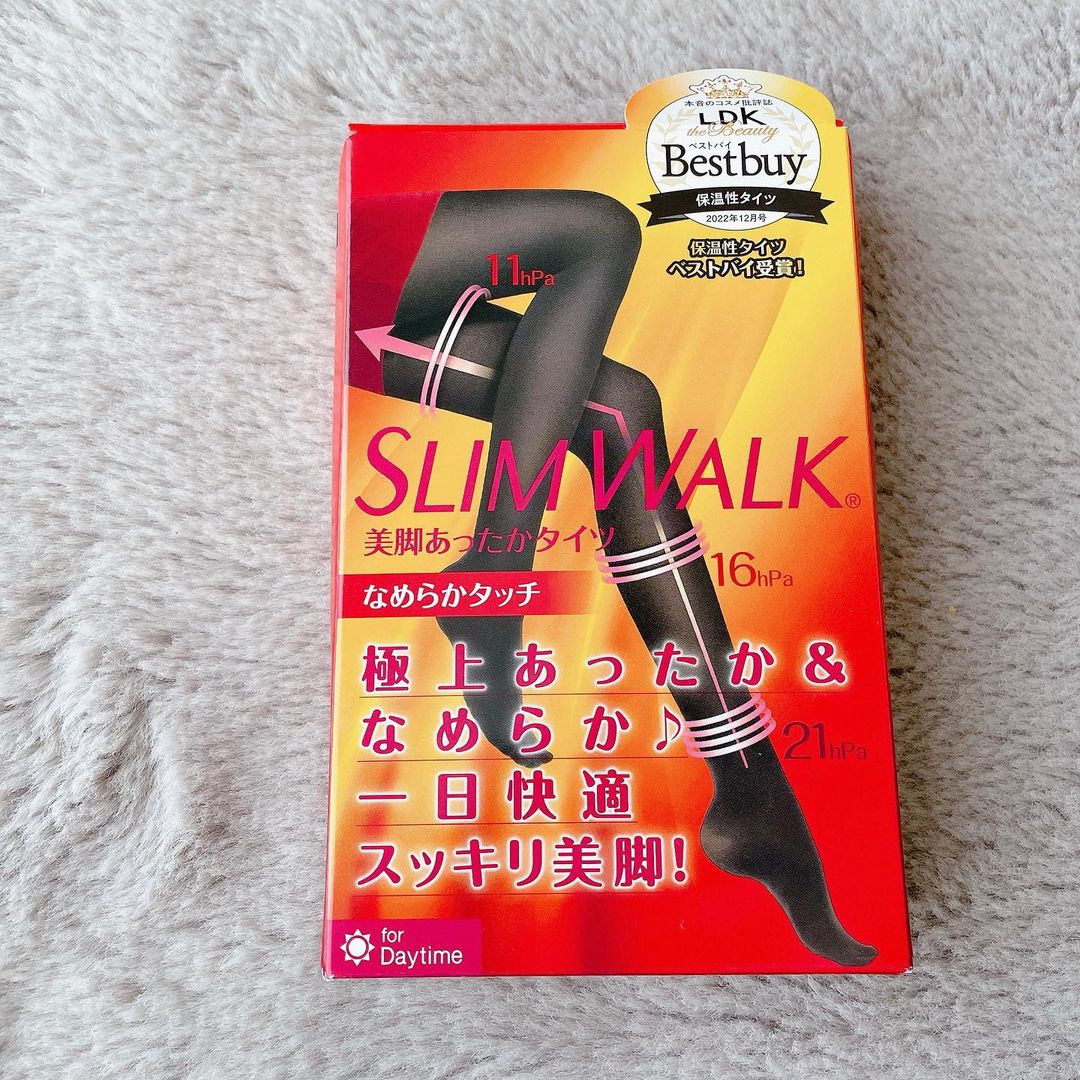 本音のコスメ批評誌
LDK
the Beauty
ベストバイ
Bestbuy
保温性タイツ
2022年12月号
保温性タイツ
ベストバイ受賞!
11hPa
SLIMWALK®
美脚あったかタイツ
16hPa
なめらかタッチ
極上あったか&
なめらか♪
21hPa
一日快適
スッキリ美脚!
for
Daytime